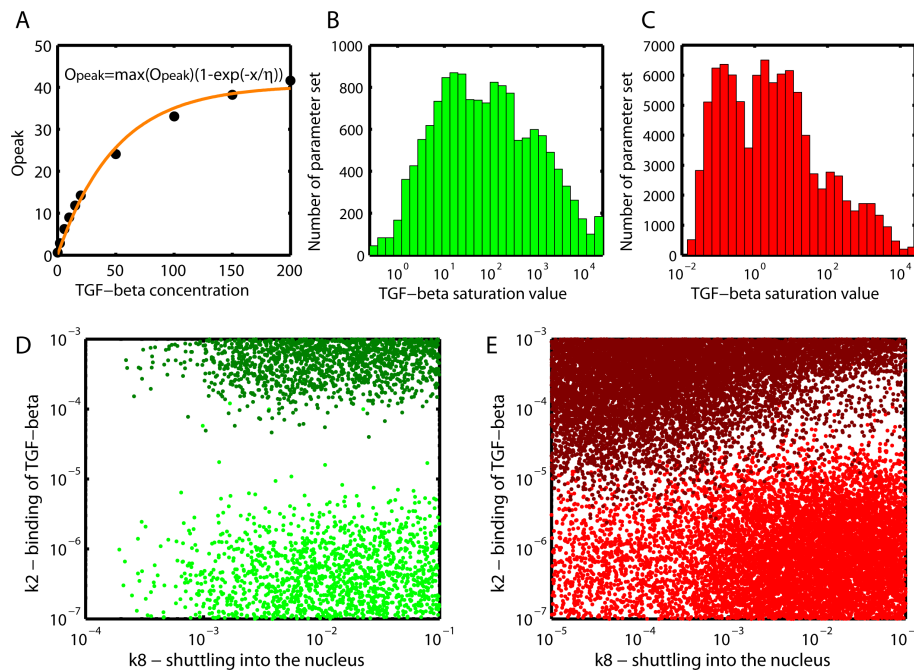 A
50
40
30
20
10
0
Opeak
Opeak=max(Opeak)(1-exp(-x/η))
0 50 100 150 200
TGF−beta concentration
B
1000
800
600
400
200
0
Number of parameter set
10^0 10^1 10^2 10^3 10^4
TGF−beta saturation value
C
7000
6000
5000
4000
3000
2000
1000
0
Number of parameter set
10^−2 10^0 10^2 10^4
TGF−beta saturation value
D
10^−3
10^−4
10^−5
10^−6
10^−7
k2 − binding of TGF−beta
10^−4 10^−3 10^−2 10^−1
k8 − shuttling into the nucleus
E
10^−3
10^−4
10^−5
10^−6
10^−7
k2 − binding of TGF−beta
10^−5 10^−4 10^−3 10^−2 10^−1
k8 − shuttling into the nucleus